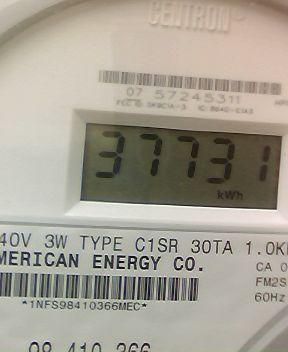 CENTRON
07 57245311
37731
kWh
40V 3W TYPE C1SR 30TA 1.0K
MERICAN ENERGY CO.
CA 0
FM2S
60Hz
*1NFS98410366MEC*
98 410 366